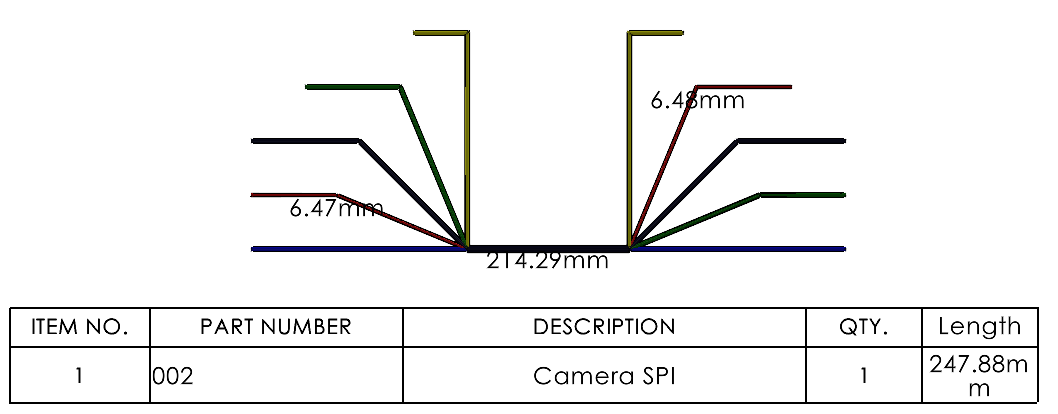 6.48mm
6.47mm
214.29mm
ITEM NO. PART NUMBER DESCRIPTION QTY. Length
1 002 Camera SPI 1 247.88m
m